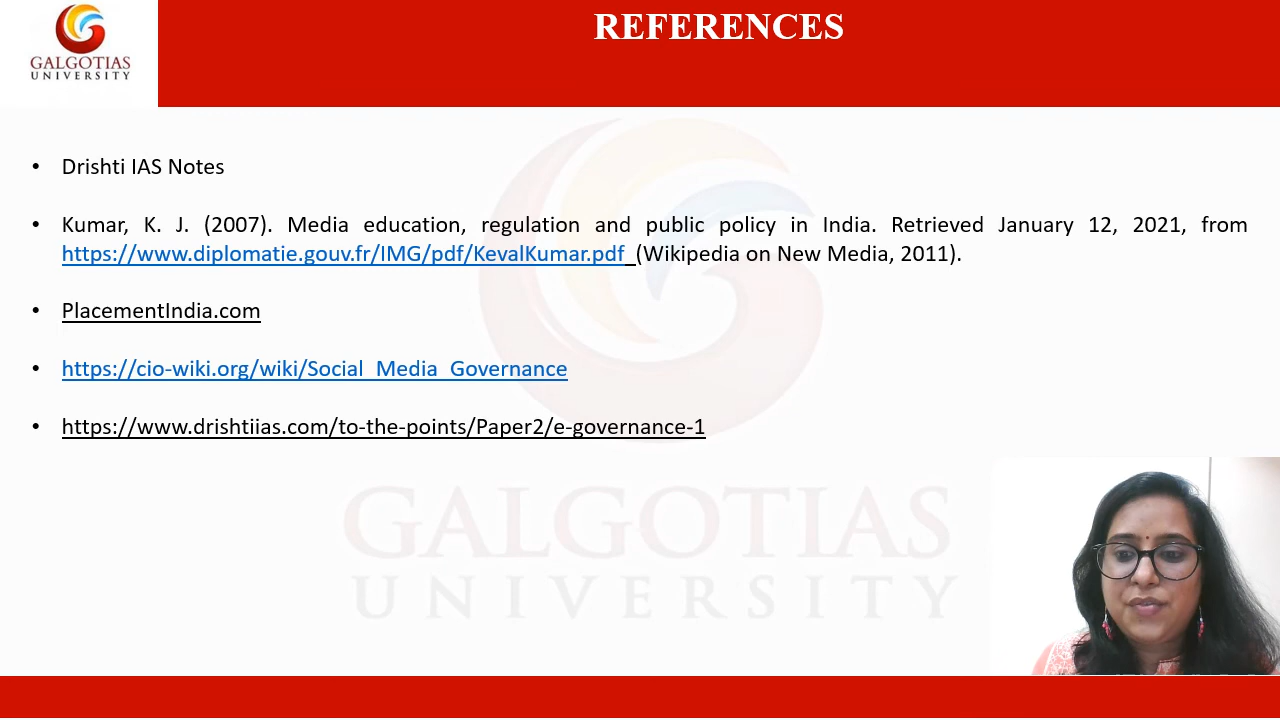 REFERENCES
GALGOTIAS
UNIVERSITY
• Drishti IAS Notes
• Kumar, K. J. (2007). Media education, regulation and public policy in India. Retrieved January 12, 2021, from
https://www.diplomatie.gouv.fr/IMG/pdf/KevalKumar.pdf (Wikipedia on New Media, 2011).
• PlacementIndia.com
• https://cio-wiki.org/wiki/Social_Media_Governance
• https://www.drishtiias.com/to-the-points/Paper2/e-governance-1
GALGOTIAS
UNIVERSITY